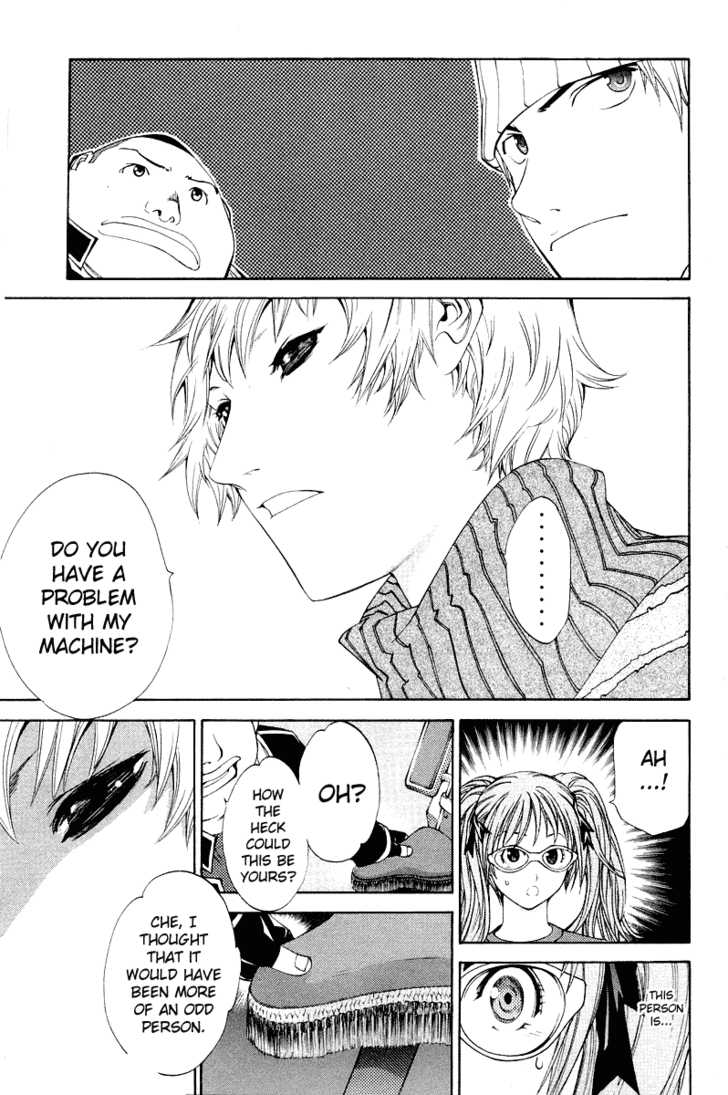 ........
DO YOU
HAVE A
PROBLEM
WITH MY
MACHINE?
AH
...!
THIS
PERSON
IS...
OH?
HOW
THE
HECK
COULD
THIS BE
YOURS?
CHE, I
THOUGHT
THAT IT
WOULD HAVE
BEEN MORE
OF AN ODD
PERSON.